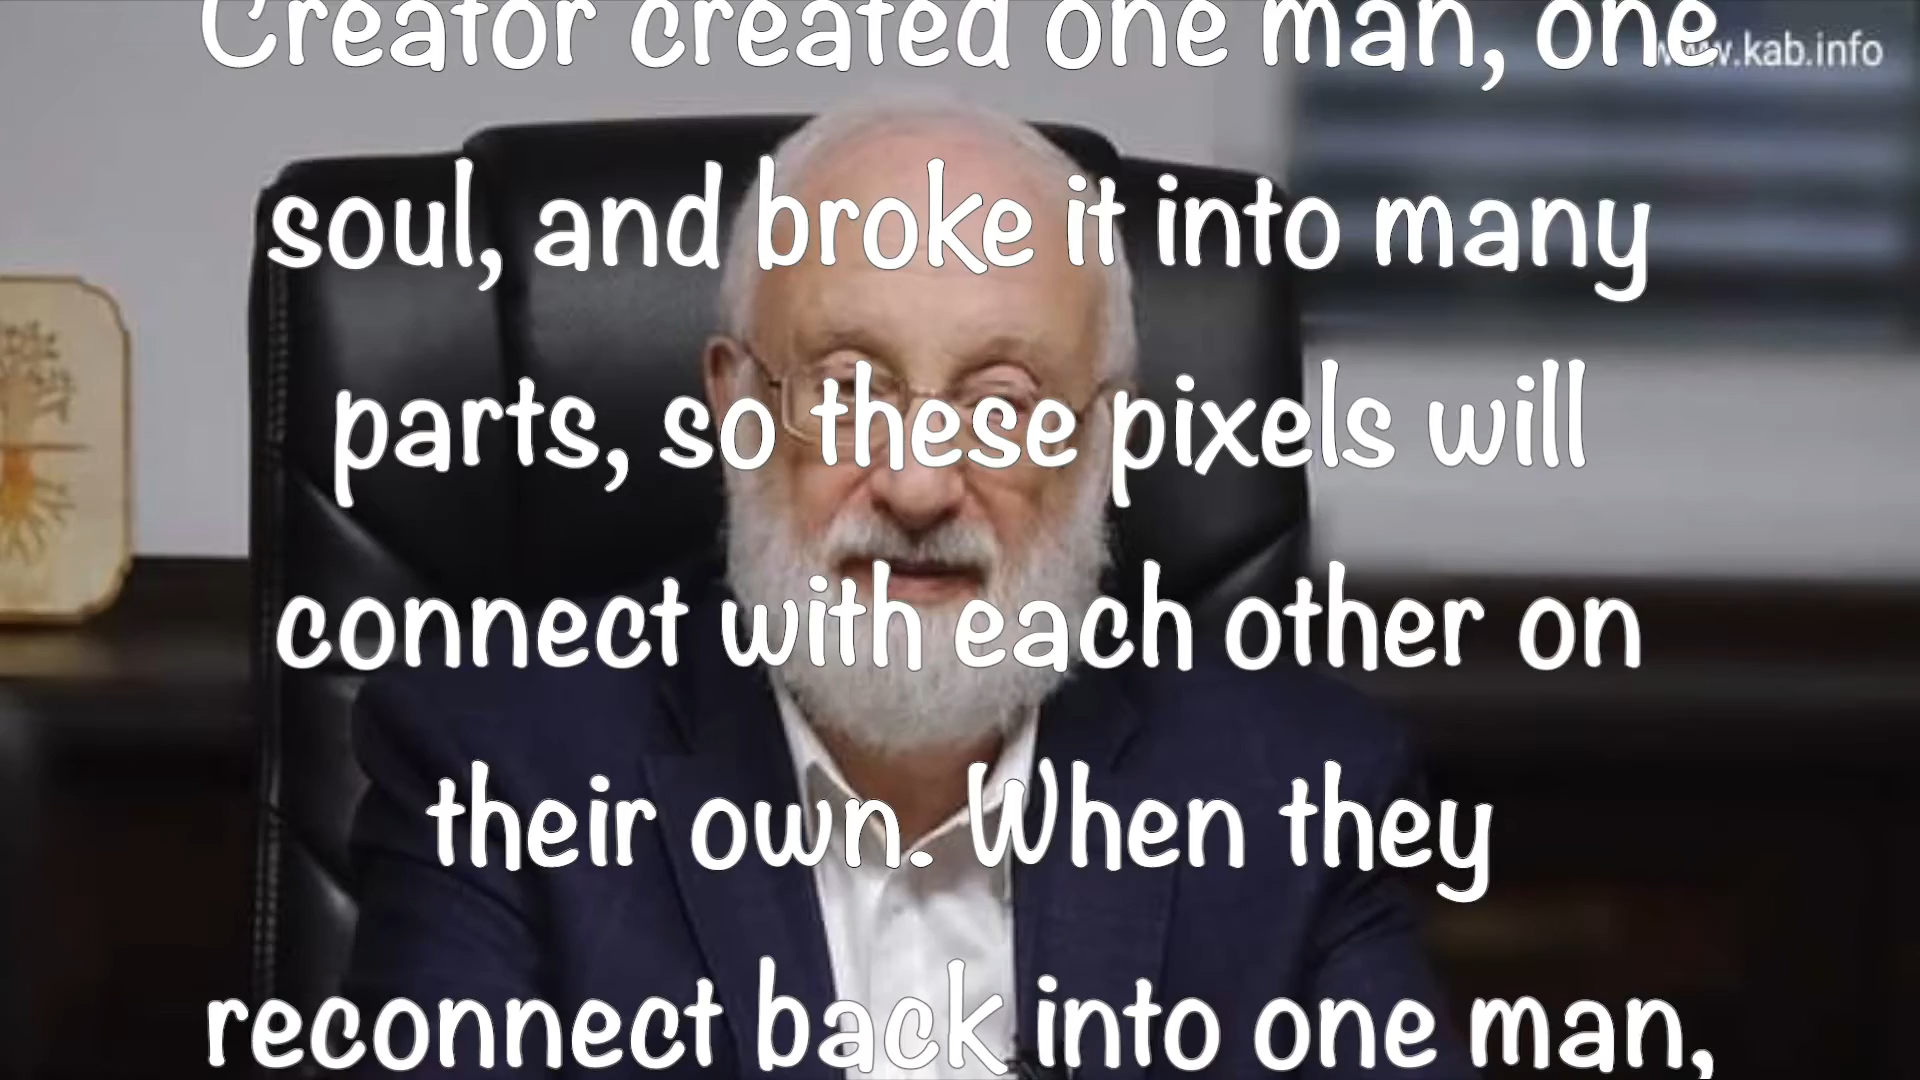 Creator created one man, one
www.kab.info
soul, and broke it into many
parts, so these pixels will
connect with each other on
their own. When they
reconnect back into one man,